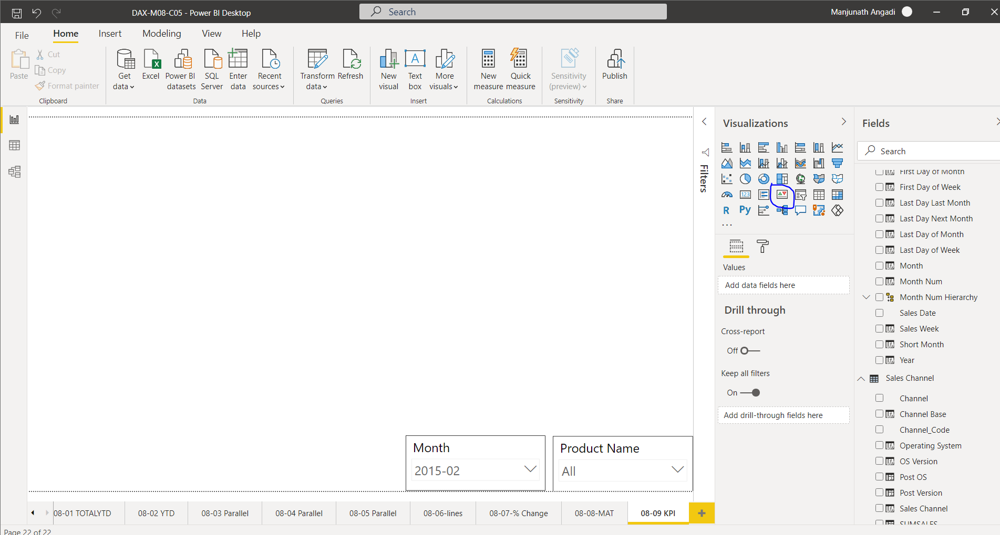 DAX-M08-C05 - Power BI Desktop
Search
Manjunath Angadi
File Home Insert Modeling View Help
Paste
Cut
Copy
Format painter
Clipboard
Get data
Excel
Power BI datasets
SQL Server
Enter data
Recent sources
Data
Transform data
Refresh
Queries
New visual
Text box
More visuals
Insert
New measure
Quick measure
Calculations
Sensitivity (preview)
Sensitivity
Publish
Share
Filters
Visualizations
123
R
Py
...
Values
Add data fields here
Drill through
Cross-report
Off
Keep all filters
On
Add drill-through fields here
Fields
Search
First Day of Month
First Day of Week
Last Day Last Month
Last Day Next Month
Last Day of Month
Last Day of Week
Month
Month Num
Month Num Hierarchy
Sales Date
Sales Week
Short Month
Year
Sales Channel
Channel
Channel Base
Channel_Code
Operating System
OS Version
Post OS
Post Version
Sales Channel
SUMSALES
Month
2015-02
Product Name
All
08-01 TOTALYTD
08-02 YTD
08-03 Parallel
08-04 Parallel
08-05 Parallel
08-06-lines
08-07-% Change
08-08-MAT
08-09 KPI
Page 22 of 22